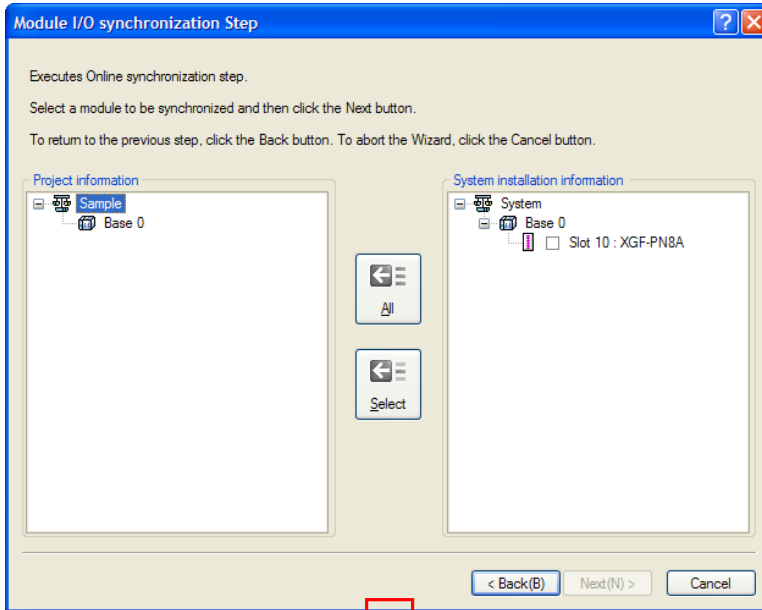 Module I/O synchronization Step
Executes Online synchronization step.
Select a module to be synchronized and then click the Next button.
To return to the previous step, click the Back button. To abort the Wizard, click the Cancel button.
Project information
Sample
Base 0
All
Select
System installation information
System
Base 0
Slot 10 : XGF-PN8A
< Back(B)
Next(N) >
Cancel